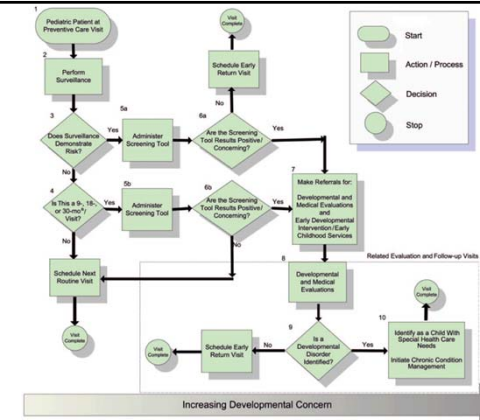 1
Pediatric Patient at
Preventive Care Visit
2
Perform
Surveillance
3
Does Surveillance
Demonstrate
Risk?
Yes
No
5a
Administer
Screening Tool
6a
Are the Screening
Tool Results Positive/
Concerning?
Yes
No
Schedule Early
Return Visit
Visit
Complete
4
Is This a 9-, 18-
or 30-mo
Visit?
Yes
No
5b
Administer
Screening Tool
6b
Are the Screening
Tool Results Positive/
Concerning?
Yes
No
Schedule Next
Routine Visit
Visit
Complete
7
Make Referrals for:
Developmental and
Medical Evaluations
and
Early Developmental
Intervention/Early
Childhood Services
Related Evaluation and Follow-up Visits
8
Developmental
and Medical
Evaluations
9
Is a
Developmental
Disorder
Identified?
No
Yes
Schedule Early
Return Visit
Visit
Complete
10
Identify as a Child With
Special Health Care
Needs
Initiate Chronic Condition
Management
Visit
Complete
Start
Action / Process
Decision
Stop
Increasing Developmental Concern